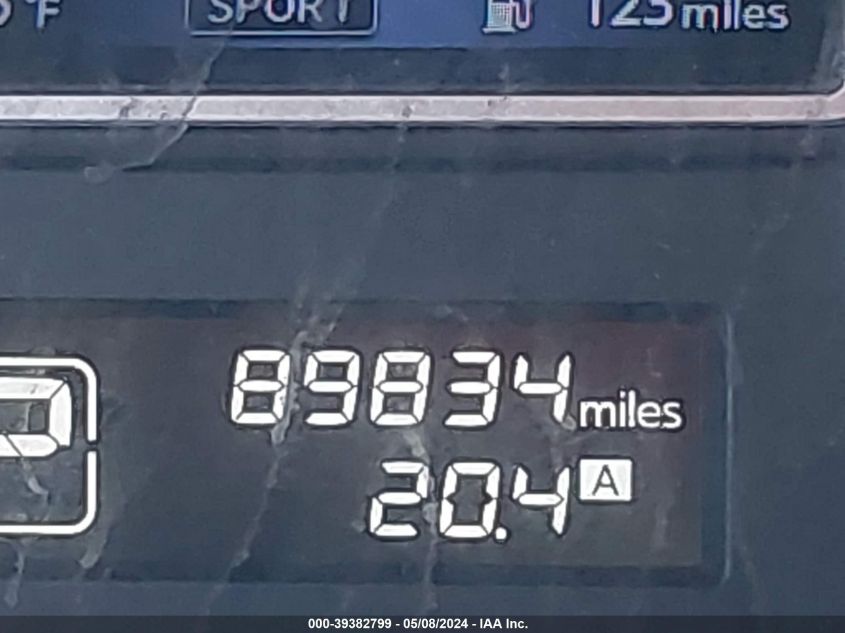 °F SPORT 125 miles
89834 miles
20.4 A
000-39382799 - 05/08/2024 - IAA Inc.